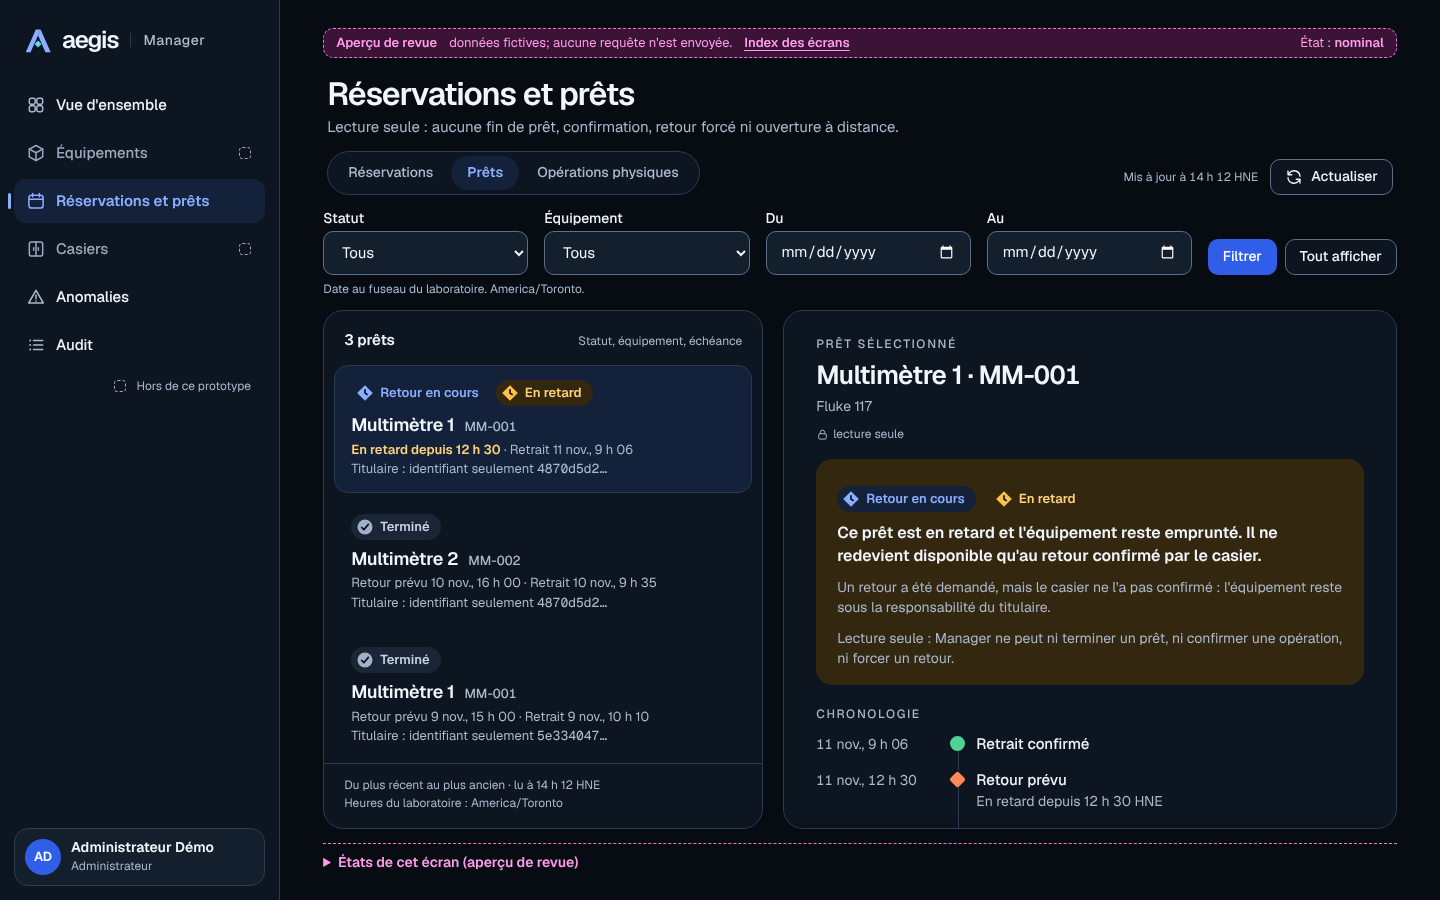 aegis Manager
Vue d'ensemble
Équipements
Réservations et prêts
Casiers
Anomalies
Audit
Hors de ce prototype
AD
Administrateur Démo
Administrateur
Aperçu de revue données fictives; aucune requête n'est envoyée. Index des écrans État : nominal
Réservations et prêts
Lecture seule : aucune fin de prêt, confirmation, retour forcé ni ouverture à distance.
Réservations Prêts Opérations physiques
Mis à jour à 14 h 12 HNE Actualiser
Statut Équipement Du Au
Tous Tous mm/dd/yyyy mm/dd/yyyy Filtrer Tout afficher
Date au fuseau du laboratoire. America/Toronto.
3 prêts Statut, équipement, échéance
Retour en cours En retard
Multimètre 1 MM-001
En retard depuis 12 h 30 · Retrait 11 nov., 9 h 06
Titulaire : identifiant seulement 4870d5d2…
Terminé
Multimètre 2 MM-002
Retour prévu 10 nov., 16 h 00 · Retrait 10 nov., 9 h 35
Titulaire : identifiant seulement 4870d5d2…
Terminé
Multimètre 1 MM-001
Retour prévu 9 nov., 15 h 00 · Retrait 9 nov., 10 h 10
Titulaire : identifiant seulement 5e334047…
Du plus récent au plus ancien · lu à 14 h 12 HNE
Heures du laboratoire : America/Toronto
PRÊT SÉLECTIONNÉ
Multimètre 1 · MM-001
Fluke 117
lecture seule
Retour en cours En retard
Ce prêt est en retard et l'équipement reste emprunté. Il ne
redevient disponible qu'au retour confirmé par le casier.
Un retour a été demandé, mais le casier ne l'a pas confirmé : l'équipement reste
sous la responsabilité du titulaire.
Lecture seule : Manager ne peut ni terminer un prêt, ni confirmer une opération,
ni forcer un retour.
CHRONOLOGIE
11 nov., 9 h 06 Retrait confirmé
11 nov., 12 h 30 Retour prévu
En retard depuis 12 h 30 HNE
États de cet écran (aperçu de revue)